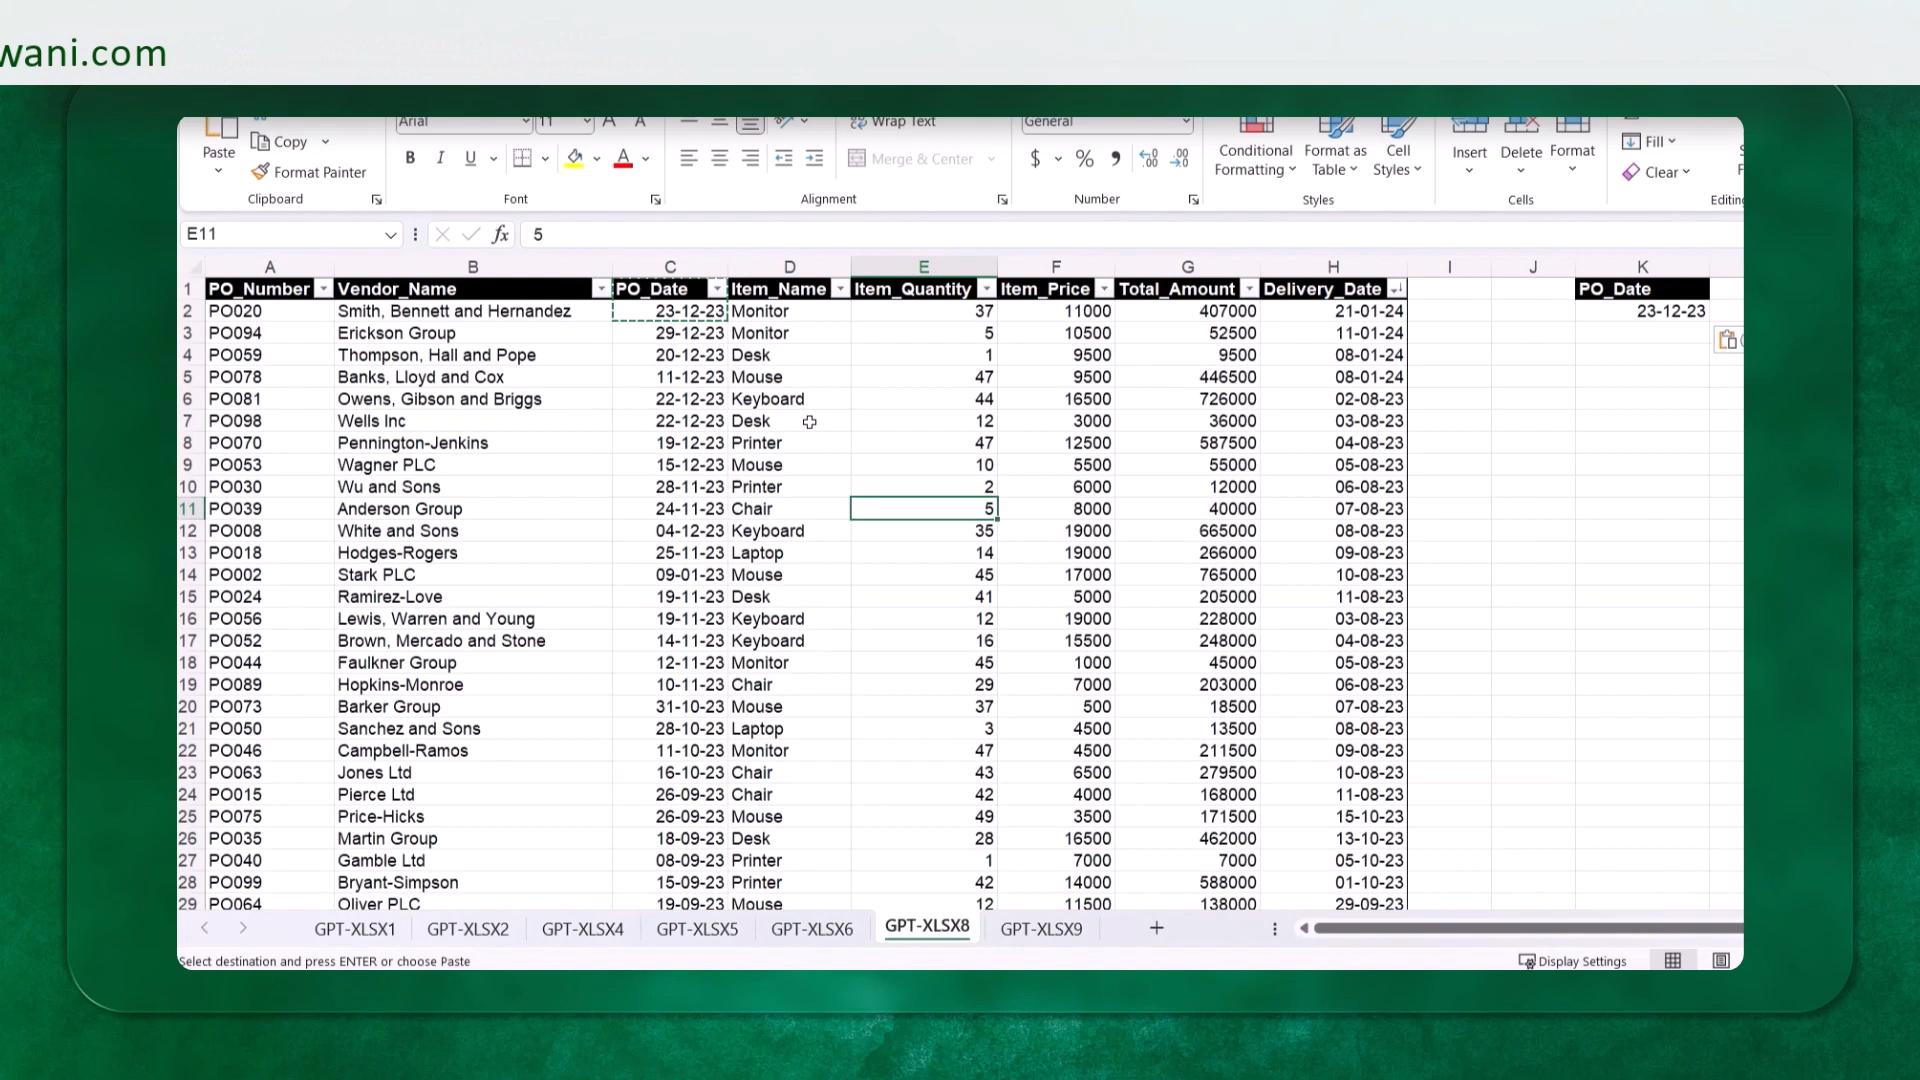 wani.com
Arial 11 A A Wrap Text General
Paste Copy B I U A Merge & Center $ % Conditional Formatting Format as Table Cell Styles Insert Delete Format Fill Clear
Format Painter
Clipboard Font Alignment Number Styles Cells Editing
E11 fx 5
A B C D E F G H I J K
1 PO_Number Vendor_Name PO_Date Item_Name Item_Quantity Item_Price Total_Amount Delivery_Date PO_Date
2 PO020 Smith, Bennett and Hernandez 23-12-23 Monitor 37 11000 407000 21-01-24 23-12-23
3 PO094 Erickson Group 29-12-23 Monitor 5 10500 52500 11-01-24
4 PO059 Thompson, Hall and Pope 20-12-23 Desk 1 9500 9500 08-01-24
5 PO078 Banks, Lloyd and Cox 11-12-23 Mouse 47 9500 446500 08-01-24
6 PO081 Owens, Gibson and Briggs 22-12-23 Keyboard 44 16500 726000 02-08-23
7 PO098 Wells Inc 22-12-23 Desk 12 3000 36000 03-08-23
8 PO070 Pennington-Jenkins 19-12-23 Printer 47 12500 587500 04-08-23
9 PO053 Wagner PLC 15-12-23 Mouse 10 5500 55000 05-08-23
10 PO030 Wu and Sons 28-11-23 Printer 2 6000 12000 06-08-23
11 PO039 Anderson Group 24-11-23 Chair 5 8000 40000 07-08-23
12 PO008 White and Sons 04-12-23 Keyboard 35 19000 665000 08-08-23
13 PO018 Hodges-Rogers 25-11-23 Laptop 14 19000 266000 09-08-23
14 PO002 Stark PLC 09-01-23 Mouse 45 17000 765000 10-08-23
15 PO024 Ramirez-Love 19-11-23 Desk 41 5000 205000 11-08-23
16 PO056 Lewis, Warren and Young 19-11-23 Keyboard 12 19000 228000 03-08-23
17 PO052 Brown, Mercado and Stone 14-11-23 Keyboard 16 15500 248000 04-08-23
18 PO044 Faulkner Group 12-11-23 Monitor 45 1000 45000 05-08-23
19 PO089 Hopkins-Monroe 10-11-23 Chair 29 7000 203000 06-08-23
20 PO073 Barker Group 31-10-23 Mouse 37 500 18500 07-08-23
21 PO050 Sanchez and Sons 28-10-23 Laptop 3 4500 13500 08-08-23
22 PO046 Campbell-Ramos 11-10-23 Monitor 47 4500 211500 09-08-23
23 PO063 Jones Ltd 16-10-23 Chair 43 6500 279500 10-08-23
24 PO015 Pierce Ltd 26-09-23 Chair 42 4000 168000 11-08-23
25 PO075 Price-Hicks 26-09-23 Mouse 49 3500 171500 15-10-23
26 PO035 Martin Group 18-09-23 Desk 28 16500 462000 13-10-23
27 PO040 Gamble Ltd 08-09-23 Printer 1 7000 7000 05-10-23
28 PO099 Bryant-Simpson 15-09-23 Printer 42 14000 588000 01-10-23
29 PO064 Oliver PLC 19-09-23 Mouse 12 11500 138000 29-09-23
GPT-XLSX1 GPT-XLSX2 GPT-XLSX4 GPT-XLSX5 GPT-XLSX6 GPT-XLSX8 GPT-XLSX9 +
Select destination and press ENTER or choose Paste Display Settings